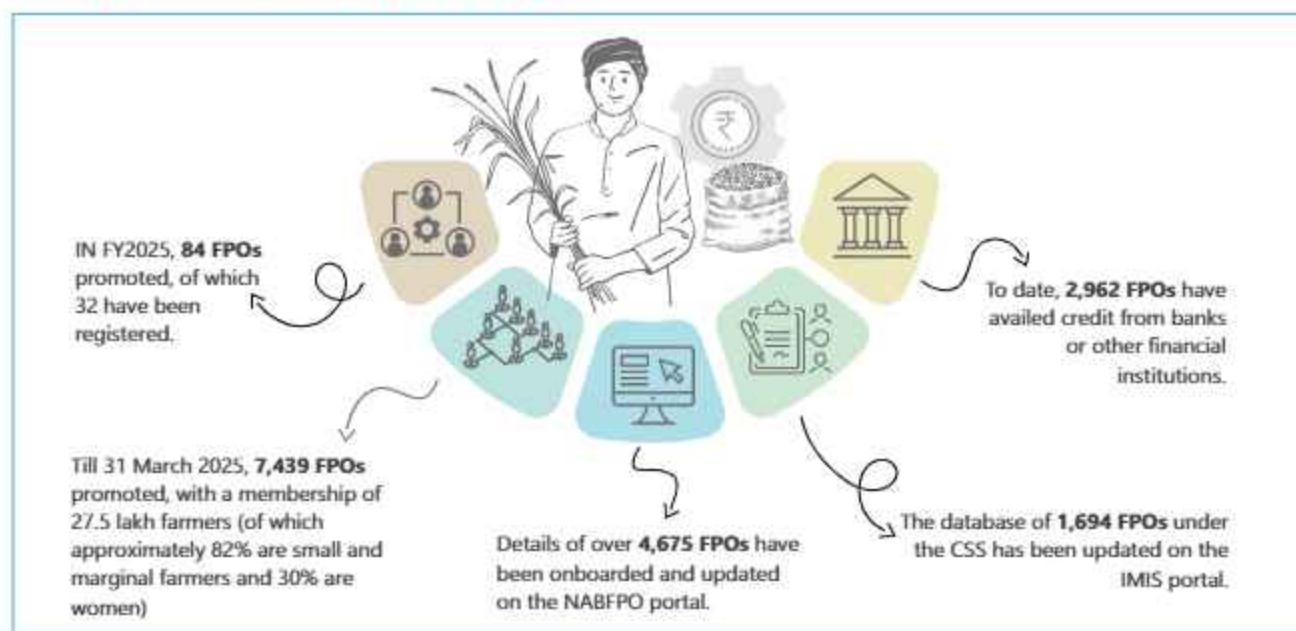 ₹
IN FY2025, 84 FPOs
promoted, of which
32 have been
registered.
Till 31 March 2025, 7,439 FPOs
promoted, with a membership of
27.5 lakh farmers (of which
approximately 82% are small and
marginal farmers and 30% are
women)
Details of over 4,675 FPOs have
been onboarded and updated
on the NABFPO portal.
The database of 1,694 FPOs under
the CSS has been updated on the
IMIS portal.
To date, 2,962 FPOs have
availed credit from banks
or other financial
institutions.